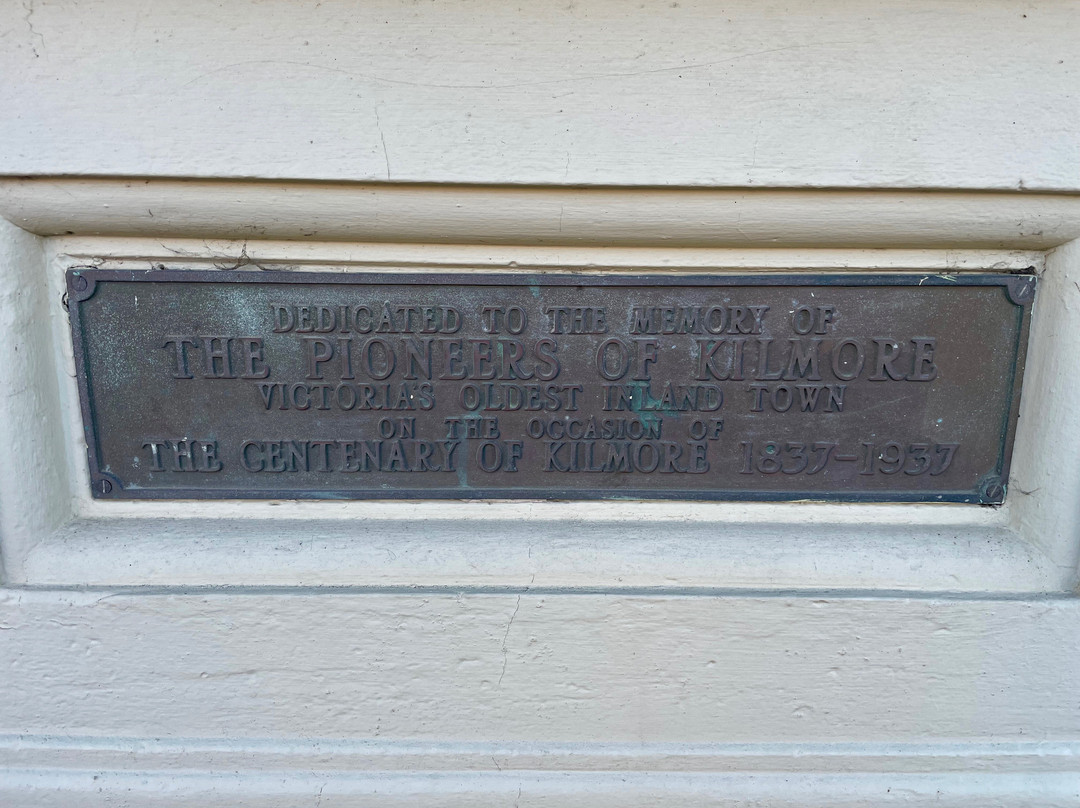 DEDICATED TO THE MEMORY OF
THE PIONEERS OF KILMORE
VICTORIA'S OLDEST INLAND TOWN
ON THE OCCASION OF
THE CENTENARY OF KILMORE 1837-1937